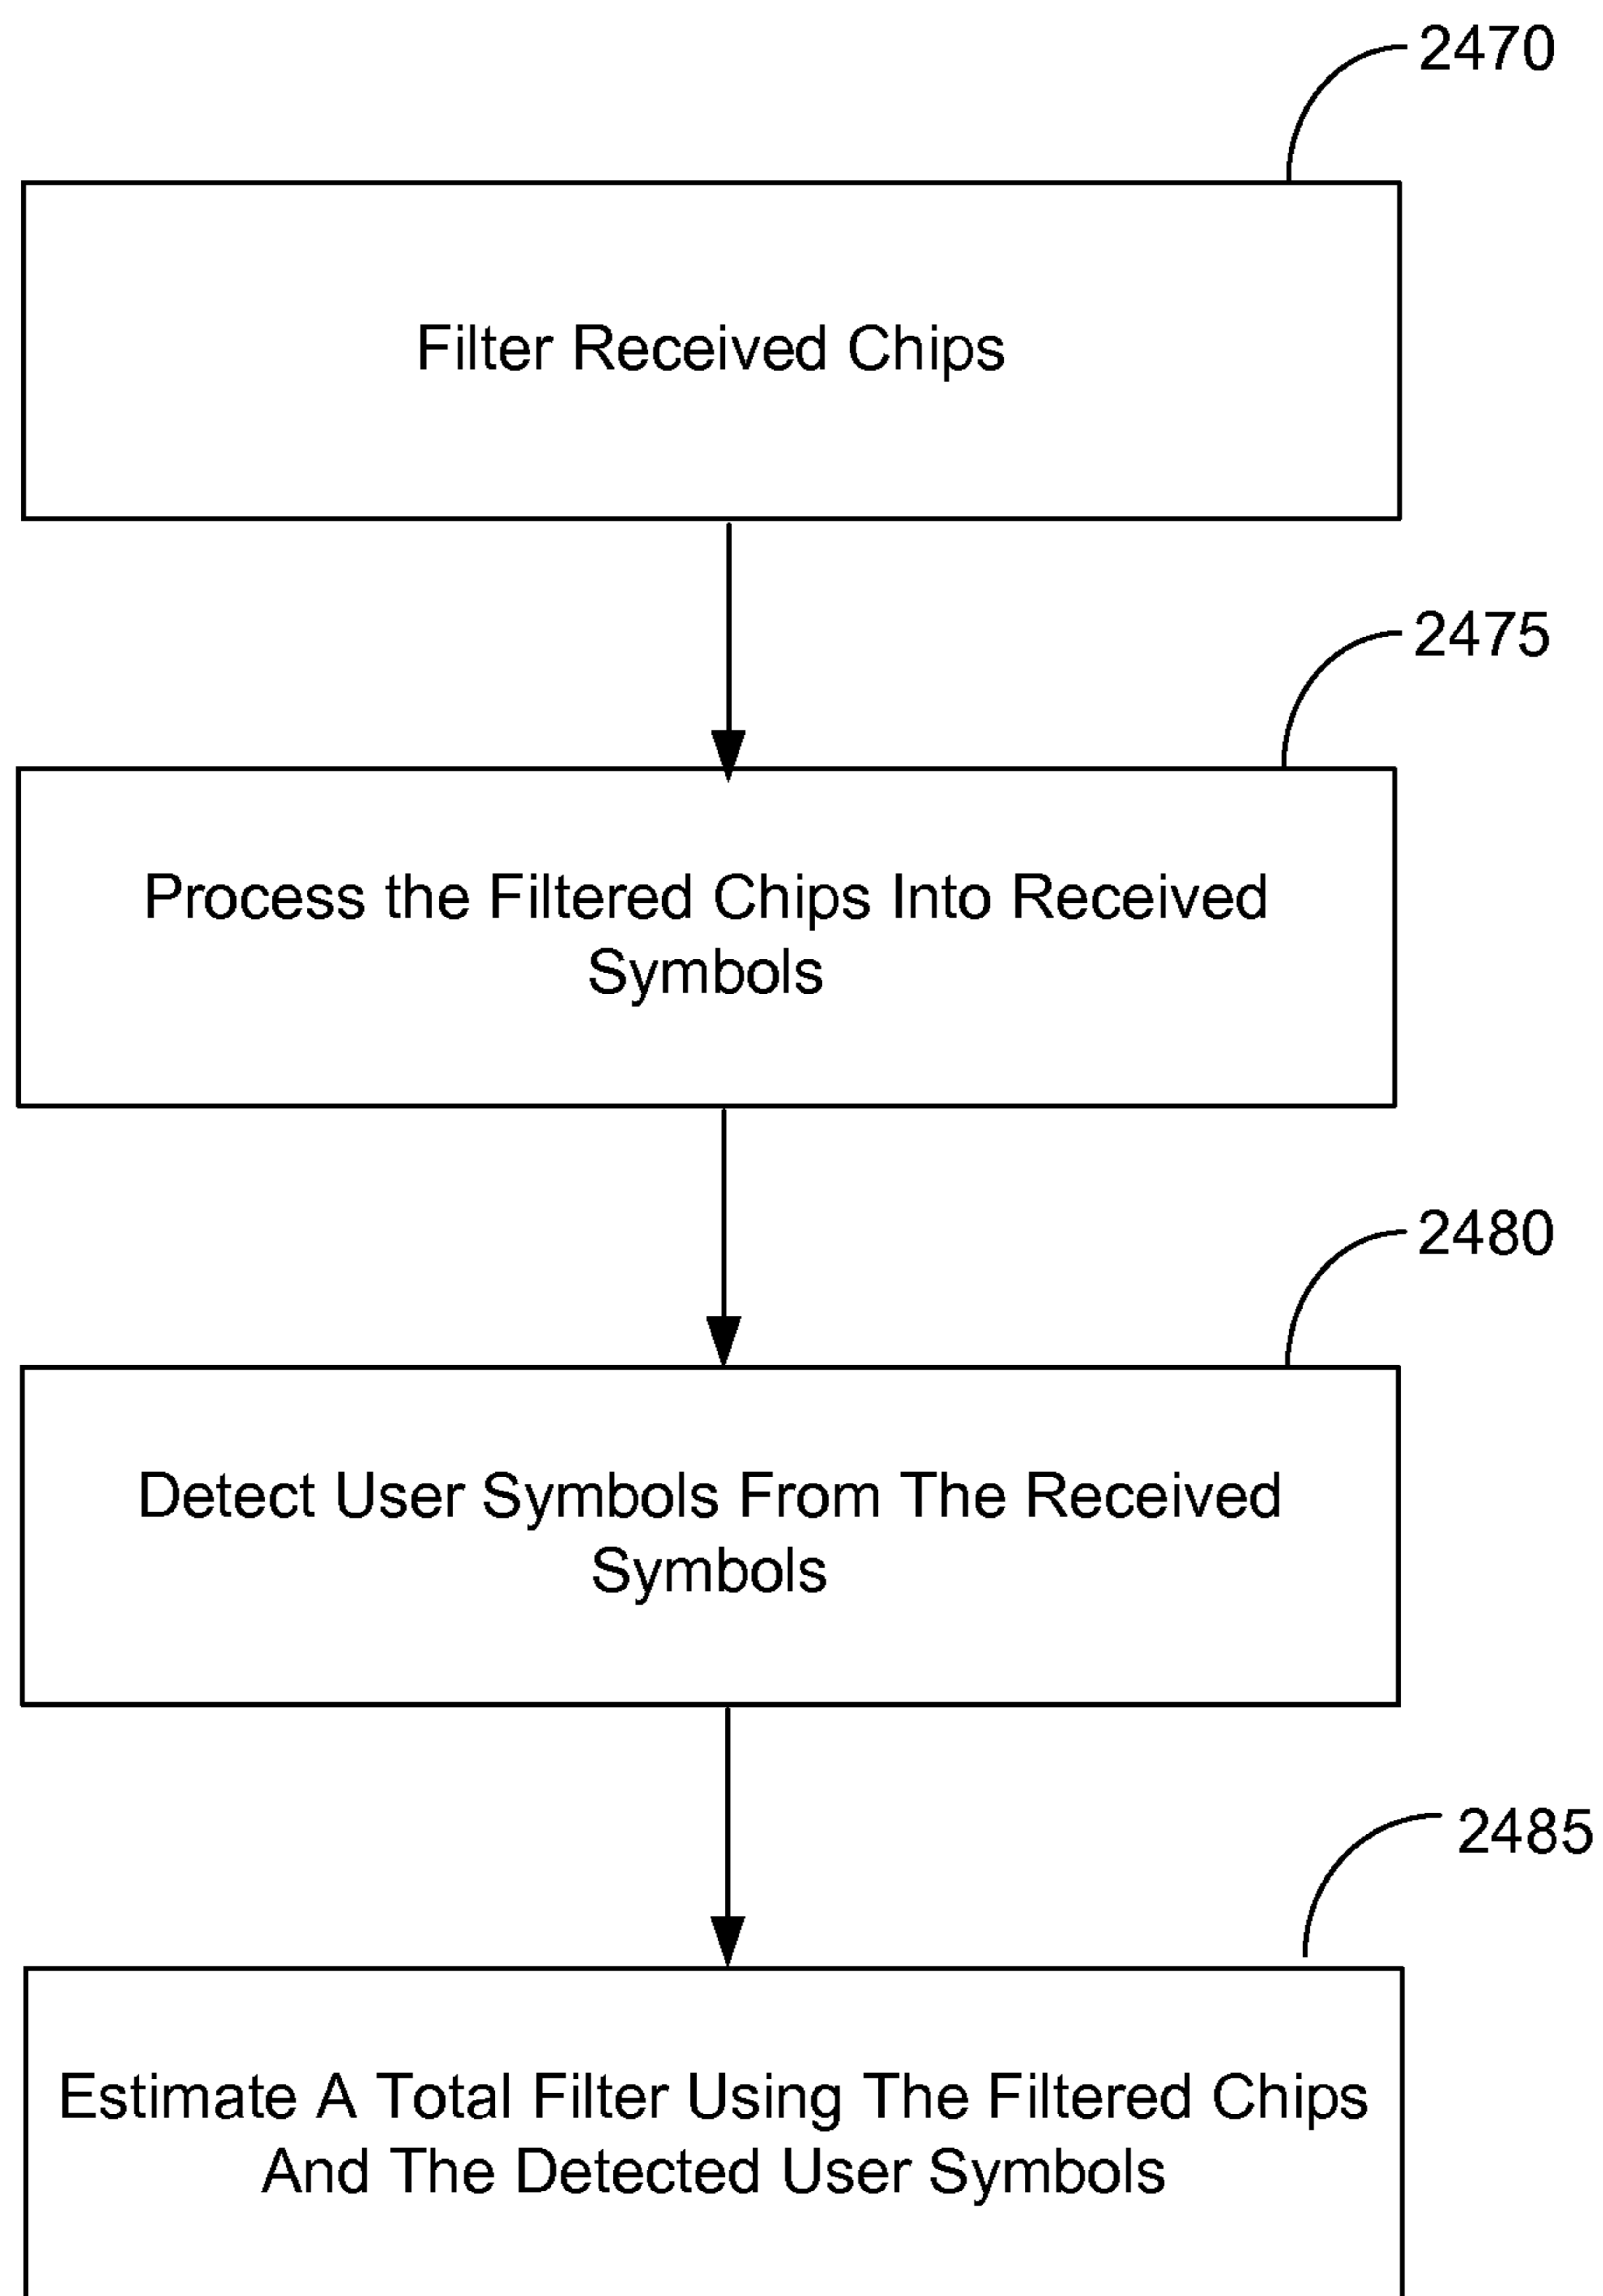 2470
Filter Received Chips
2475
Process the Filtered Chips Into Received
Symbols
2480
Detect User Symbols From The Received
Symbols
2485
Estimate A Total Filter Using The Filtered Chips
And The Detected User Symbols